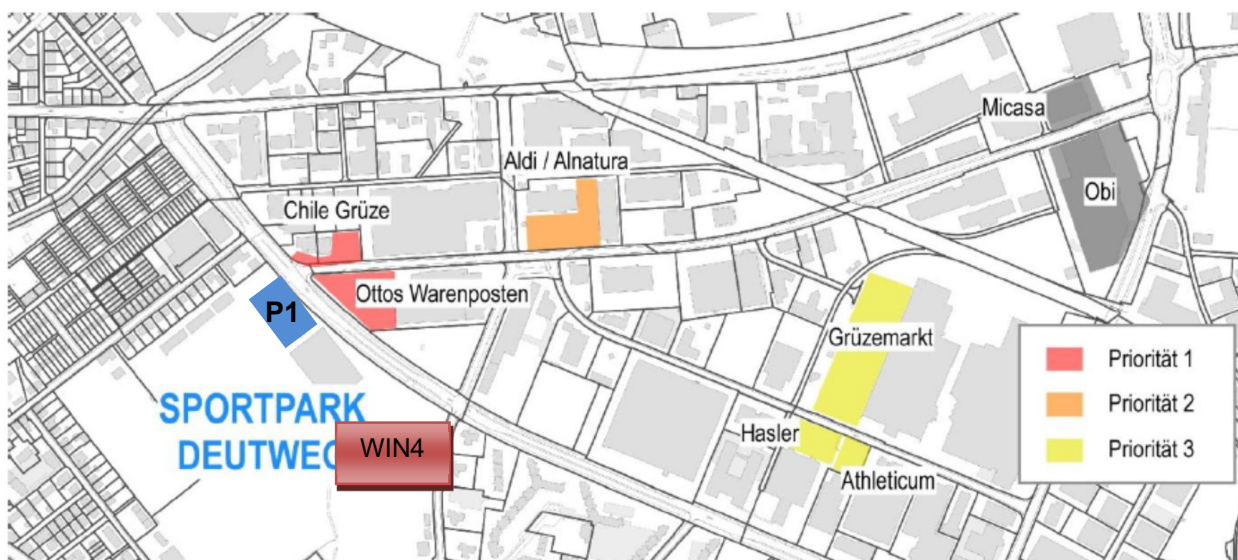 Micasa
Aldi / Alnatura
Obi
Chile Grüze
Ottos Warenposten
P1
Grüzemarkt
Priorität 1
Priorität 2
Priorität 3
SPORTPARK
DEUTWEG
WIN4
Hasler
Athleticum